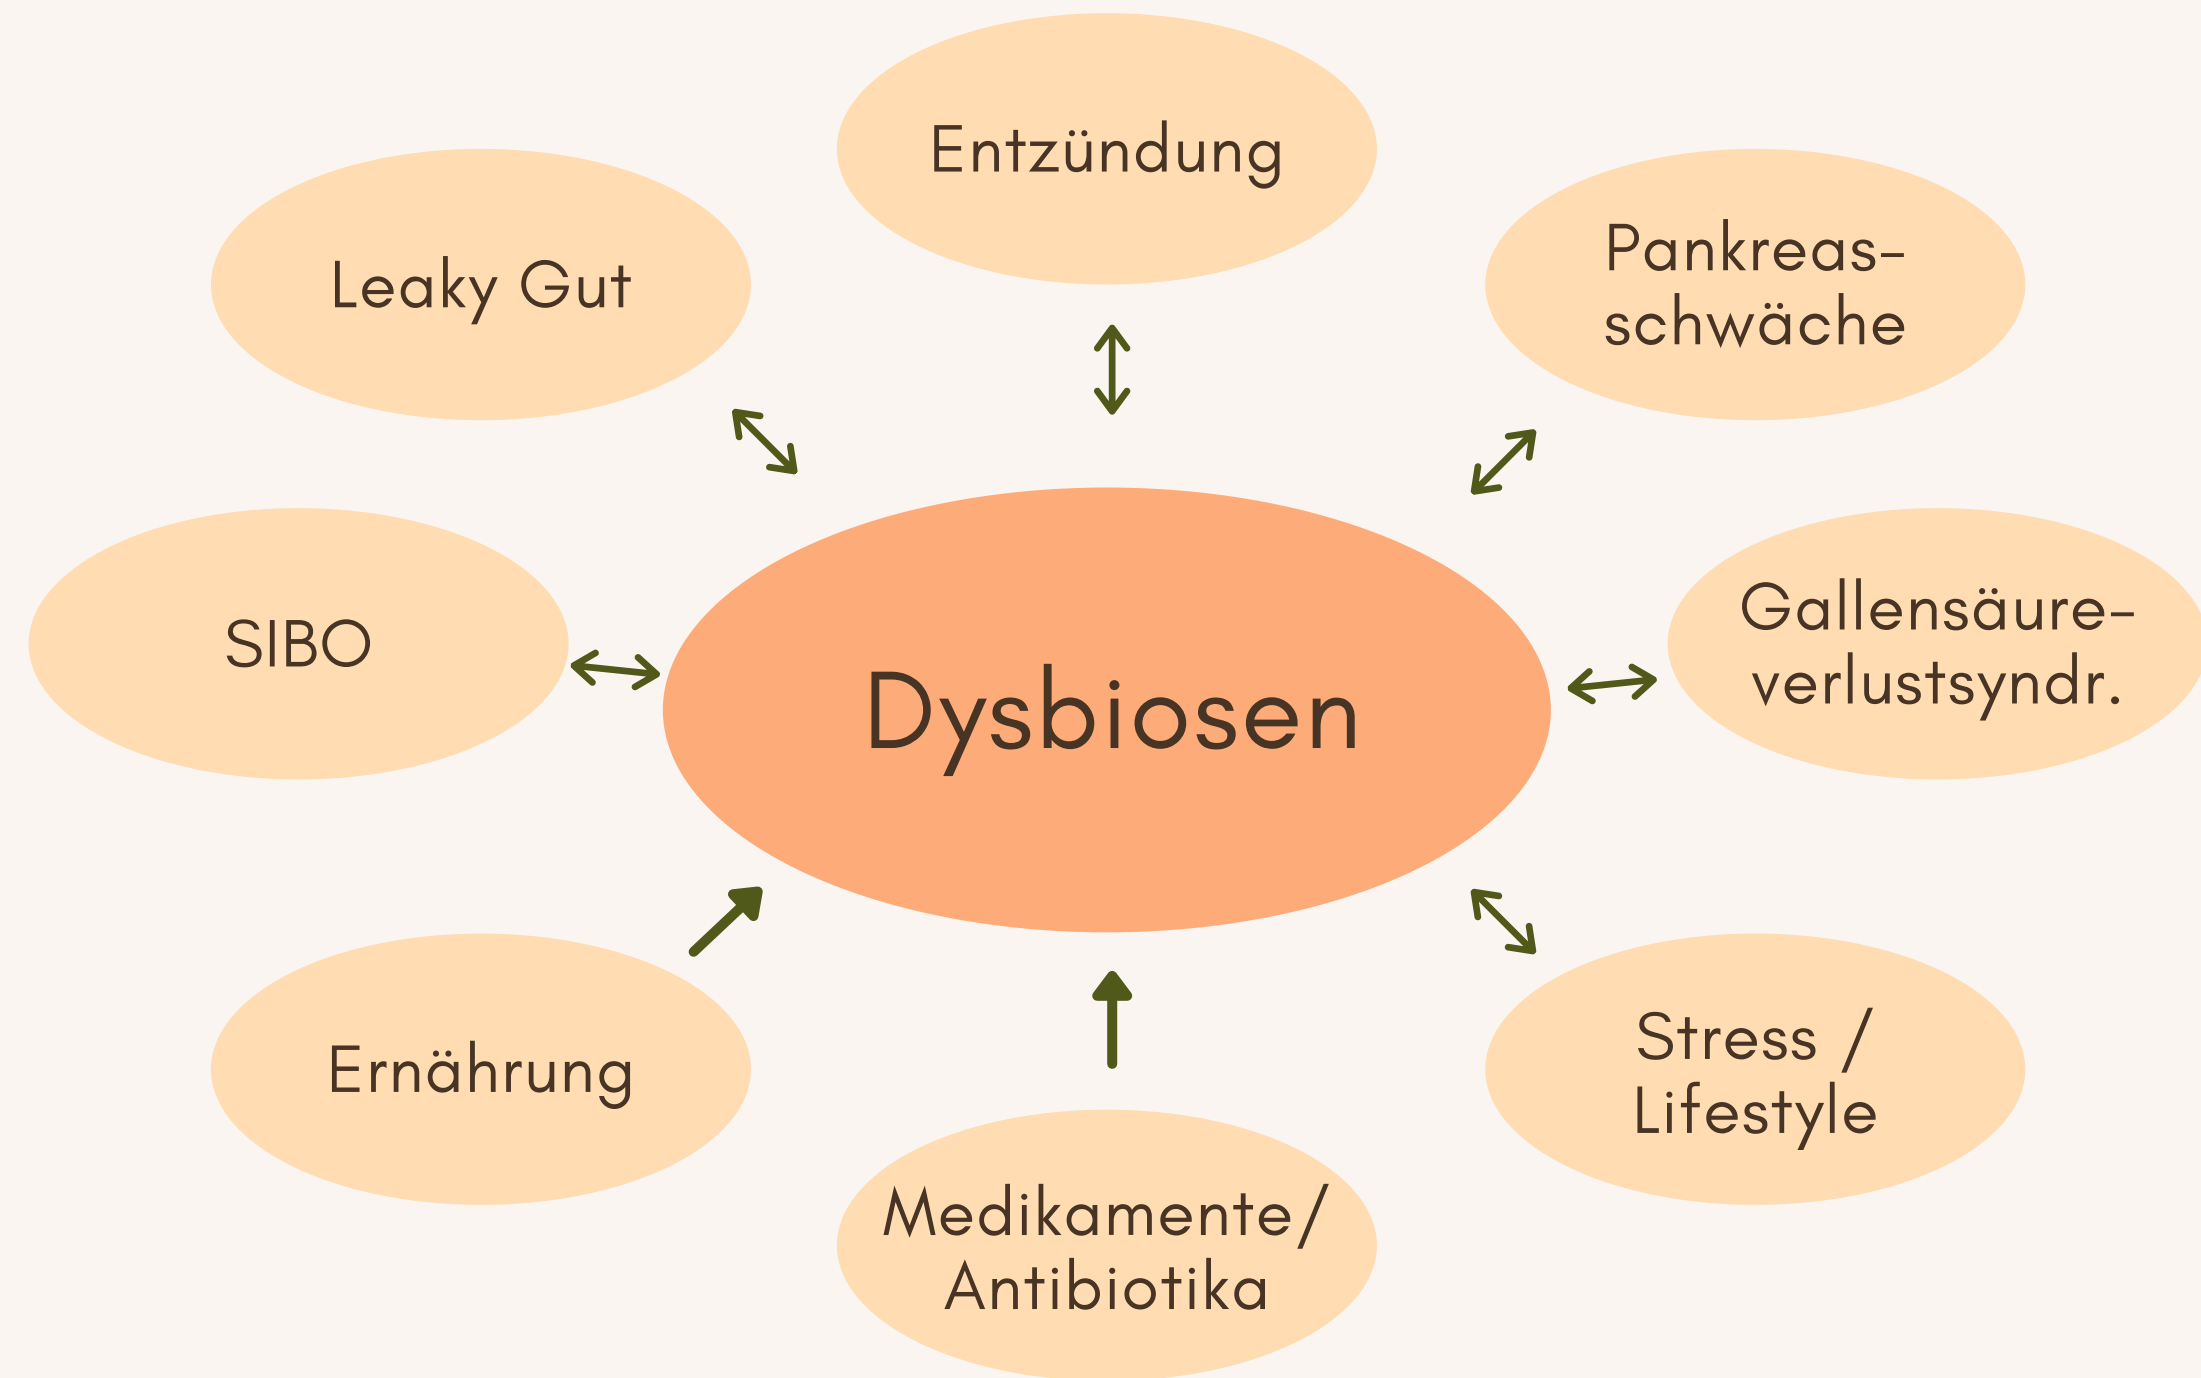 Entzündung
Leaky Gut
Pankreas-
schwäche
SIBO
Gallensäure-
verlustsyndr.
Dysbiosen
Ernährung
Stress /
Lifestyle
Medikamente/
Antibiotika